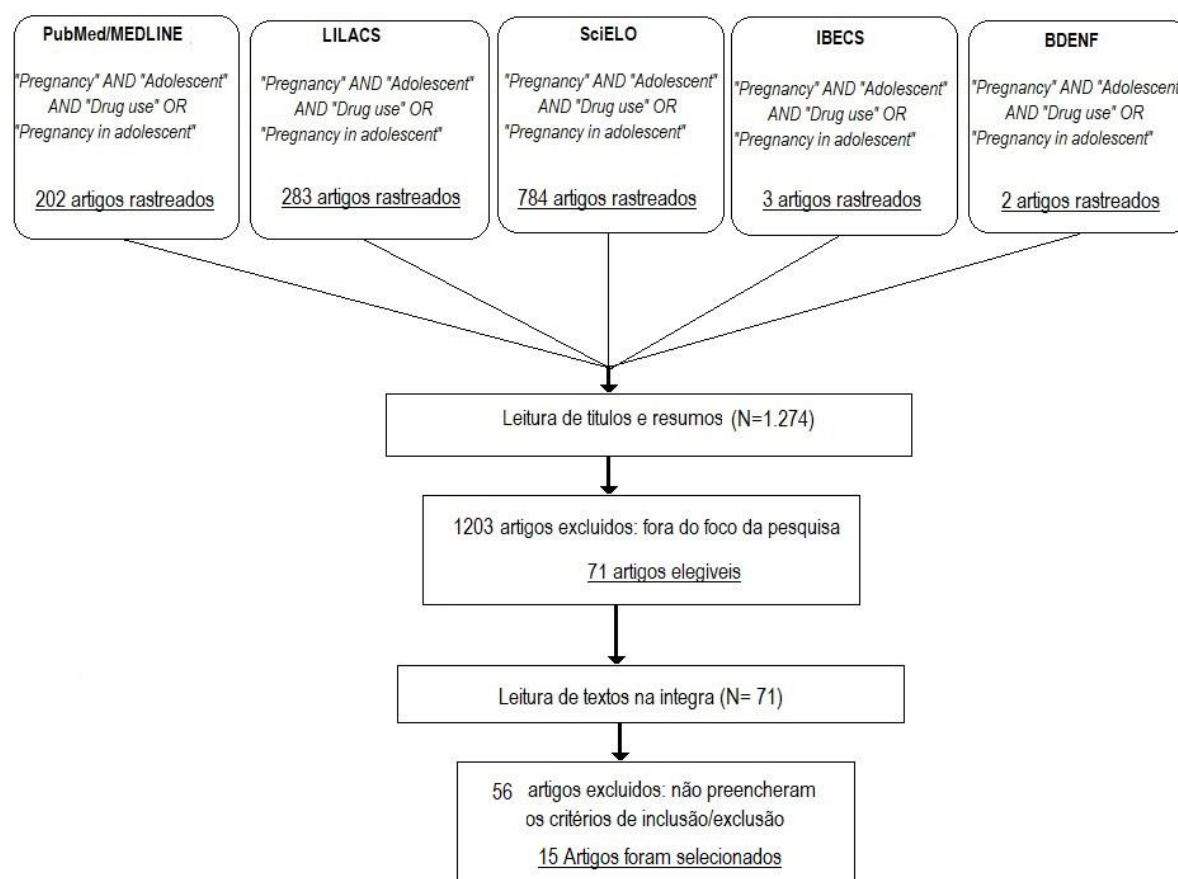 PubMed/MEDLINE
"Pregnancy" AND "Adolescent"
AND "Drug use" OR
"Pregnancy in adolescent"
202 artigos rastreados
LILACS
"Pregnancy" AND "Adolescent"
AND "Drug use" OR
"Pregnancy in adolescent"
283 artigos rastreados
SciELO
"Pregnancy" AND "Adolescent"
AND "Drug use" OR
"Pregnancy in adolescent"
784 artigos rastreados
IBECS
"Pregnancy" AND "Adolescent"
AND "Drug use" OR
"Pregnancy in adolescent"
3 artigos rastreados
BDENF
"Pregnancy" AND "Adolescent"
AND "Drug use" OR
"Pregnancy in adolescent"
2 artigos rastreados
Leitura de titulos e resumos (N=1.274)
1203 artigos excluidos: fora do foco da pesquisa
71 artigos elegiveis
Leitura de textos na integra (N= 71)
56 artigos excluidos: não preencheram
os critérios de inclusão/exclusão
15 Artigos foram selecionados